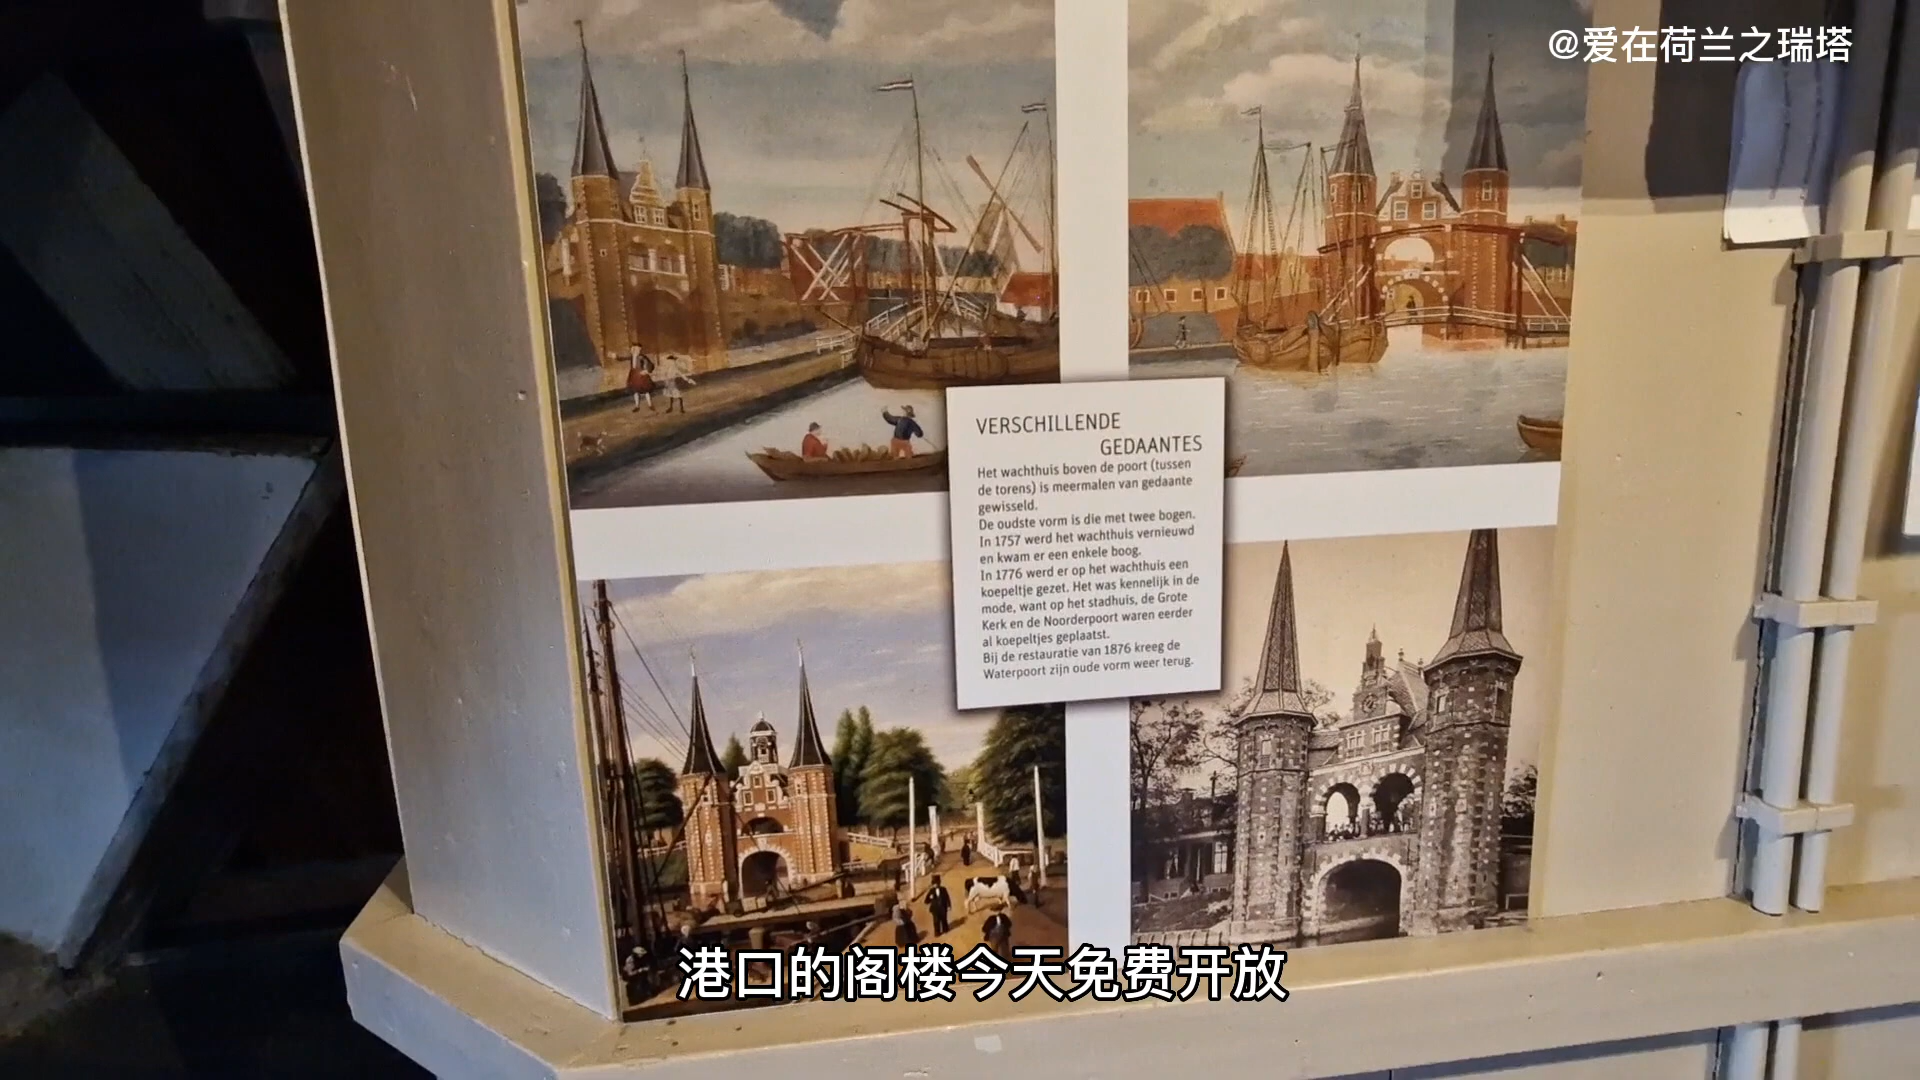 @爱在荷兰之瑞塔
VERSCHILLENDE
GEDAANTES
Het wachthuis boven de poort (tussen
de torens) is meermalen van gedaante
gewisseld.
De oudste vorm is die met twee bogen.
In 1757 werd het wachthuis vernieuwd
en kwam er een enkele boog.
In 1776 werd er op het wachthuis een
koepeltje gezet. Het was kennelijk in de
mode, want op het stadhuis, de Grote
Kerk en de Noorderpoort waren eerder
al koepeltjes geplaatst.
Bij de restauratie van 1876 kreeg de
Waterpoort zijn oude vorm weer terug.
港口的阁楼今天免费开放